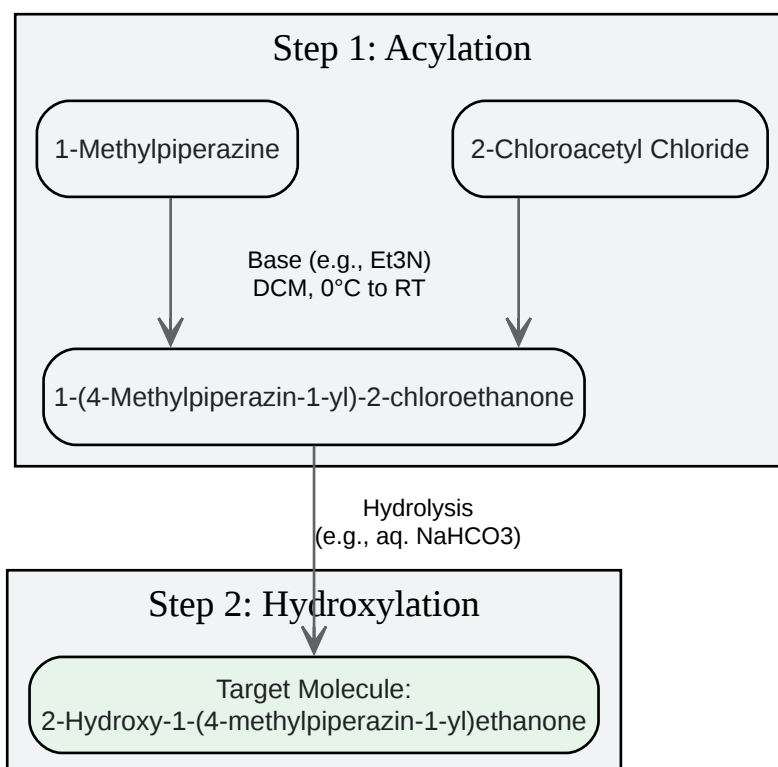 Step 1: Acylation
1-Methylpiperazine
2-Chloroacetyl Chloride
Base (e.g., Et3N)
DCM, 0°C to RT
1-(4-Methylpiperazin-1-yl)-2-chloroethanone
Hydrolysis
(e.g., aq. NaHCO3)
Step 2: Hydroxylation
Target Molecule:
2-Hydroxy-1-(4-methylpiperazin-1-yl)ethanone